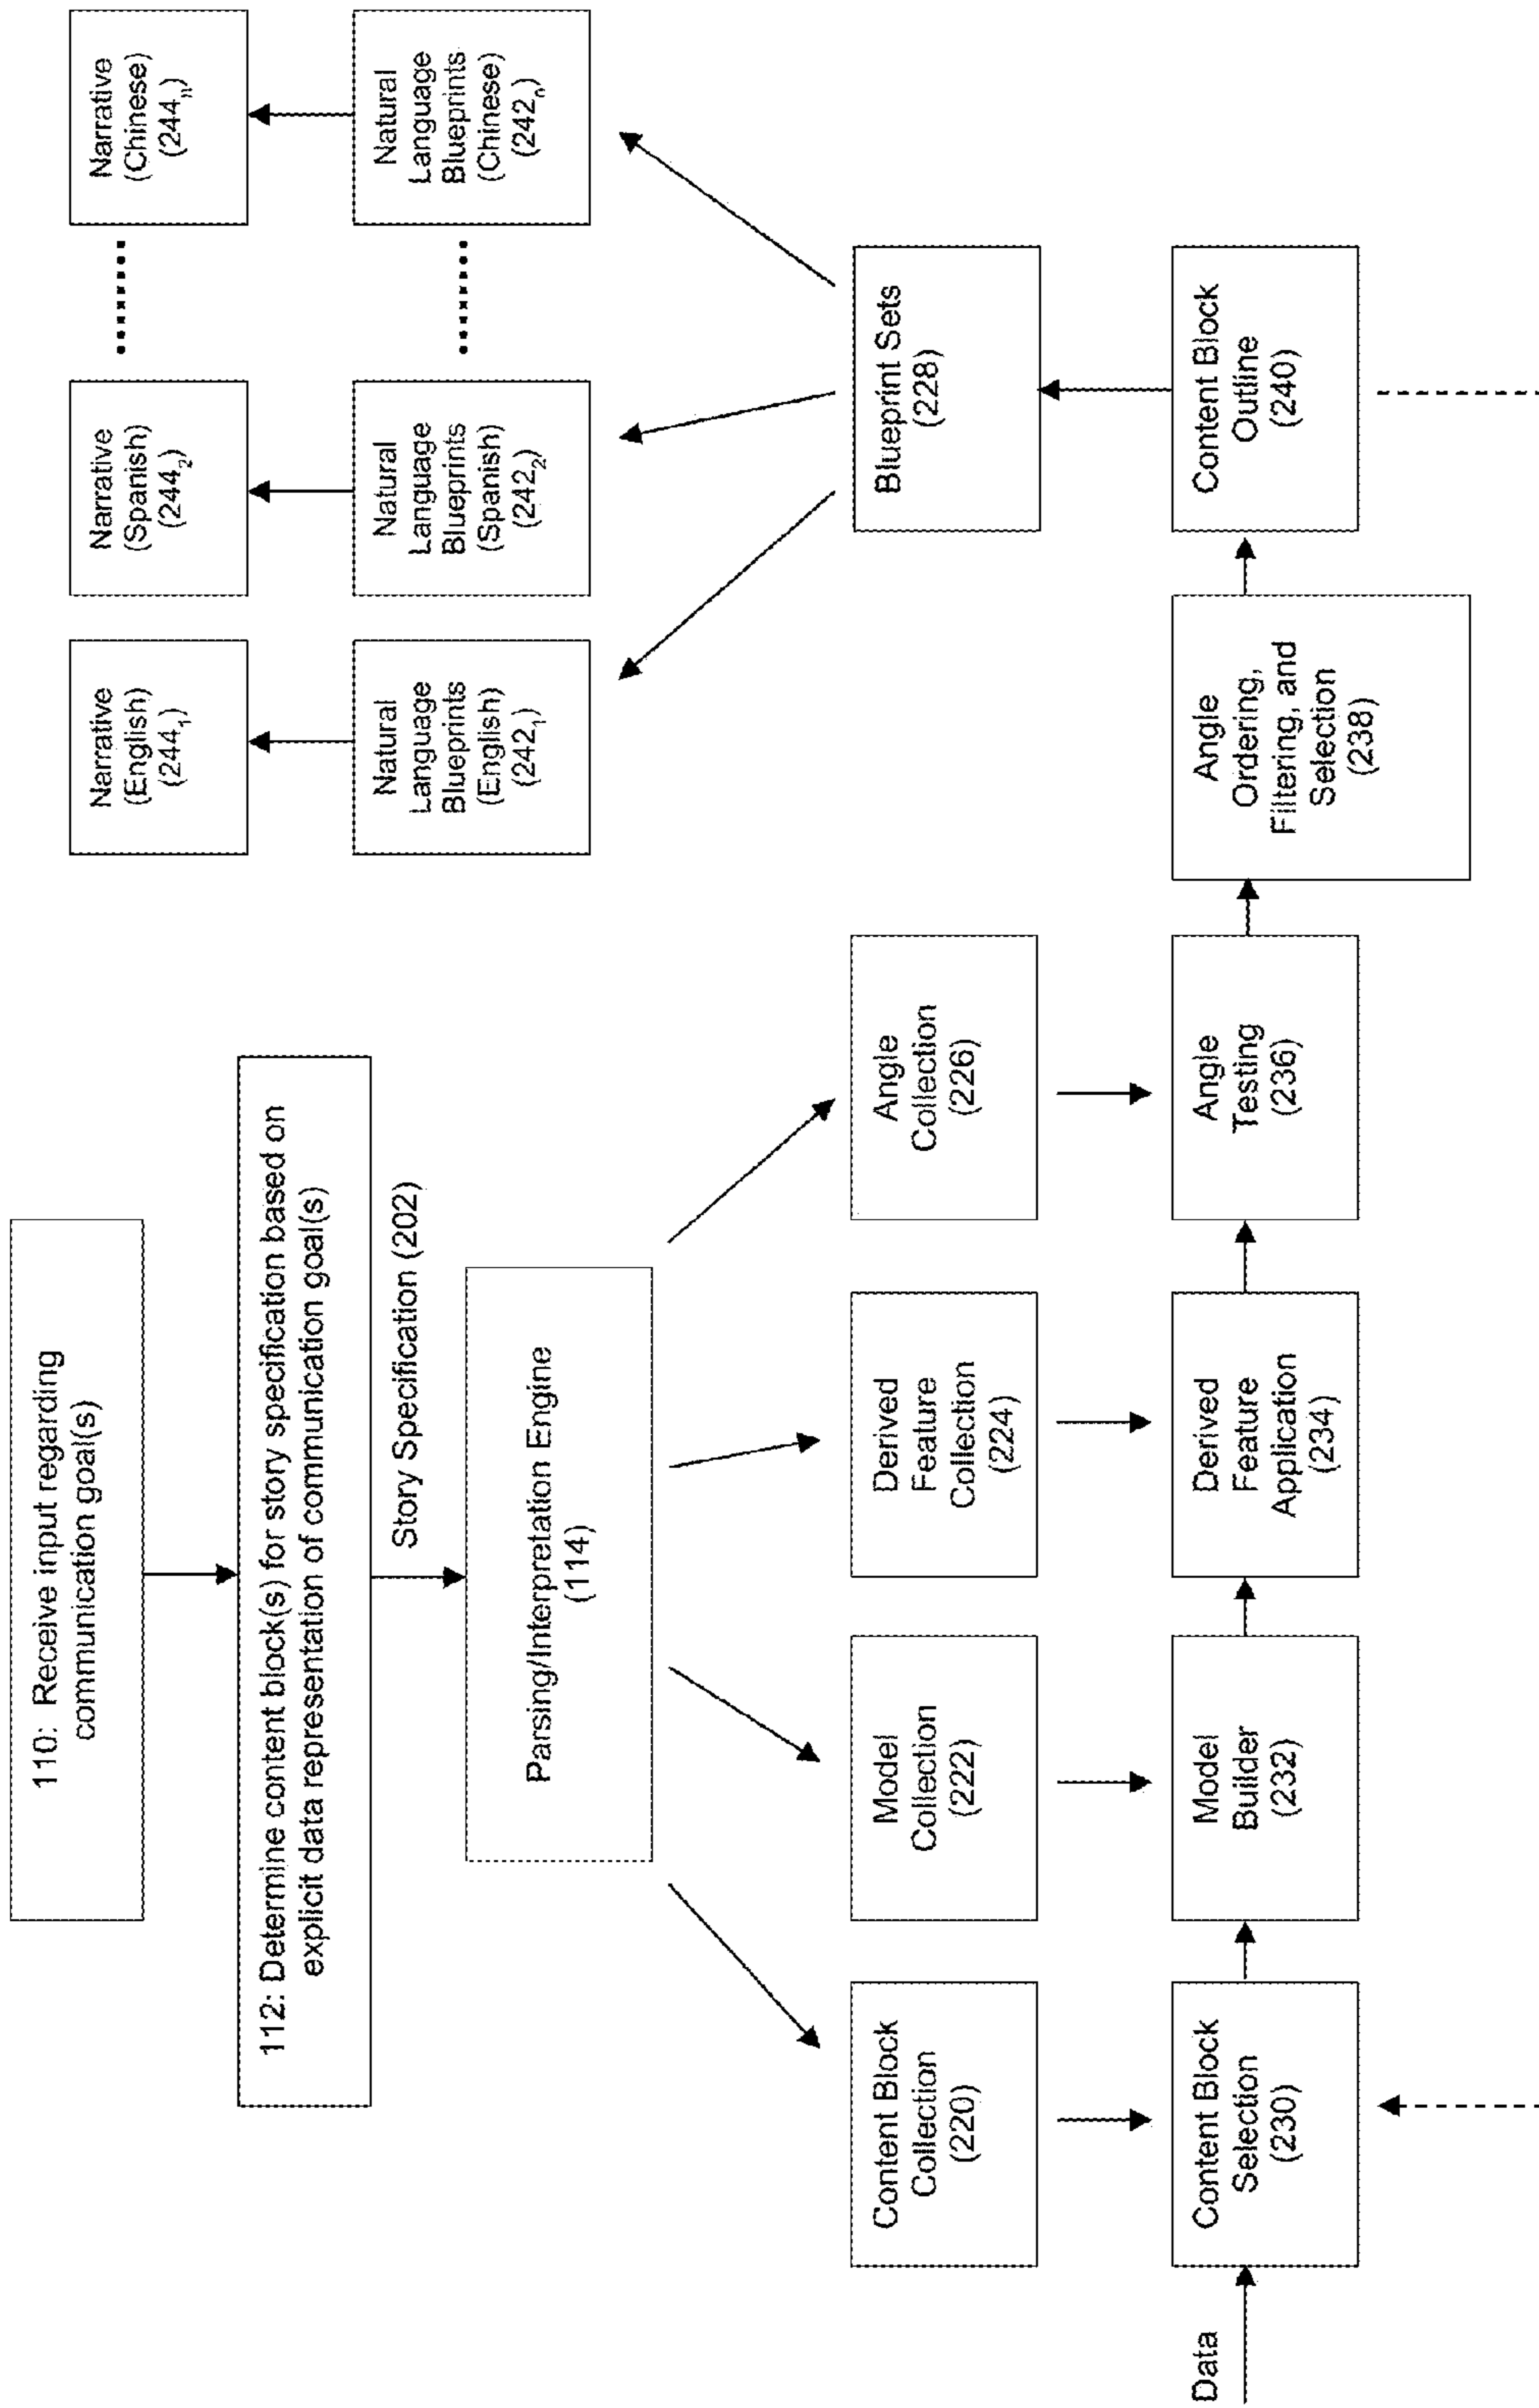 110: Receive input regarding
communication goal(s)
112: Determine content block(s) for story specification based on
explicit data representation of communication goal(s)
Story Specification (202)
Parsing/Interpretation Engine
(114)
Content Block
Collection
(220)
Model
Collection
(222)
Derived
Feature
Collection
(224)
Angle
Collection
(226)
Data
Content Block
Selection
(230)
Model
Builder
(232)
Derived
Feature
Application
(234)
Angle
Testing
(236)
Angle
Ordering,
Filtering, and
Selection
(238)
Content Block
Outline
(240)
Blueprint Sets
(228)
Natural
Language
Blueprints
(English)
(242₁)
Natural
Language
Blueprints
(Spanish)
(242₂)
Natural
Language
Blueprints
(Chinese)
(242ₙ)
Narrative
(English)
(244₁)
Narrative
(Spanish)
(244₂)
Narrative
(Chinese)
(244ₙ)